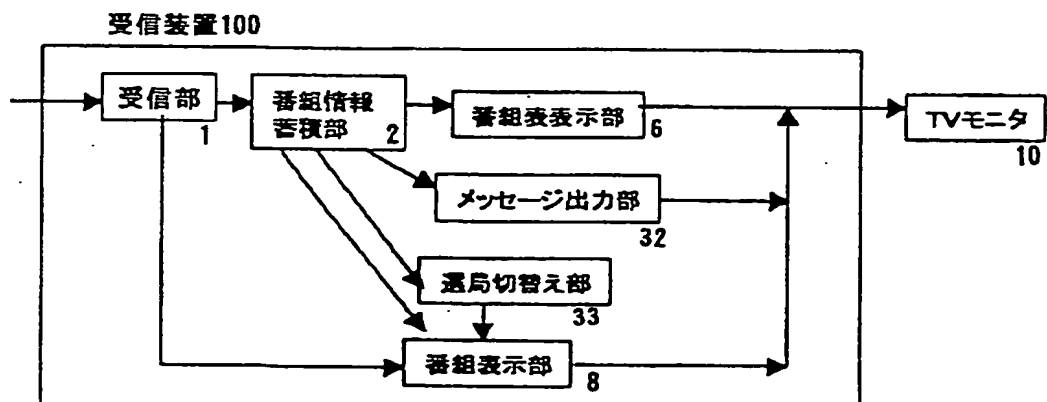 受信装置100
受信部
1
番組情報
蓄積部
2
番組表表示部
6
TVモニタ
10
メッセージ出力部
32
選局切替え部
33
番組表示部
8